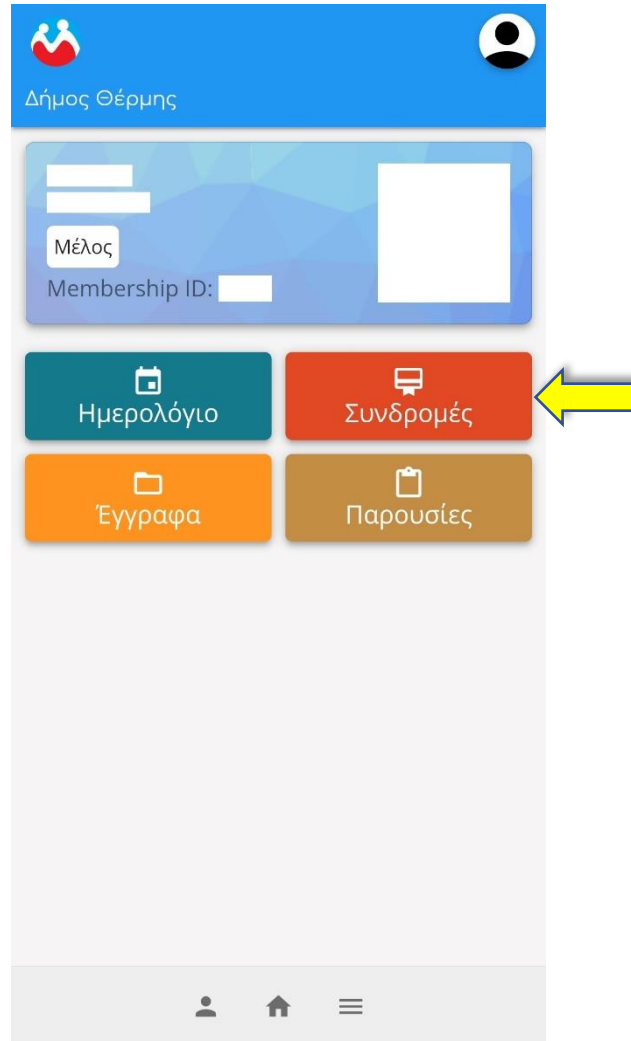 Δήμος Θέρμης
Μέλος
Membership ID:
Ημερολόγιο
Συνδρομές
Έγγραφα
Παρουσίες